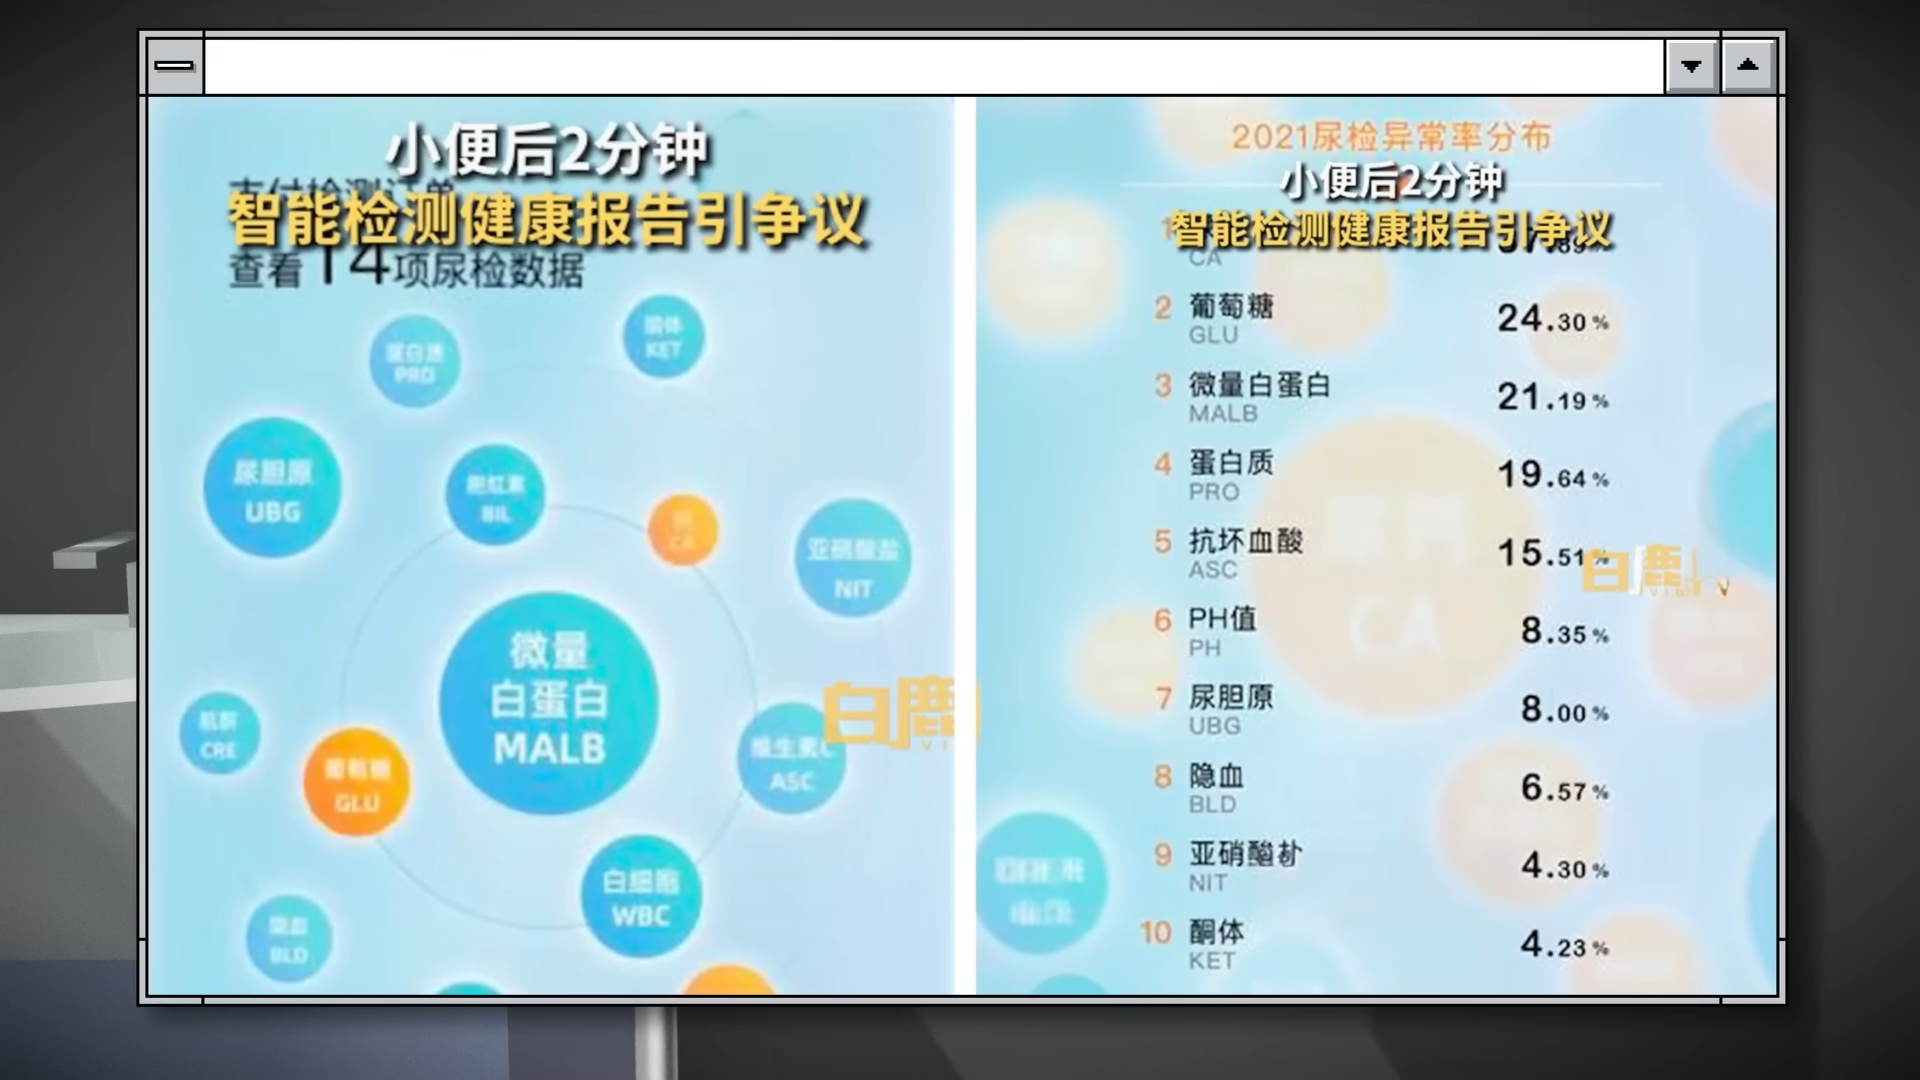 小便后2分钟
智能检测健康报告引争议
查看14项尿检数据
蛋白质
PRO
酮体
KET
尿胆原
UBG
胆红素
BIL
CA
亚硝酸盐
NIT
微量
白蛋白
MALB
肌酐
CRE
葡萄糖
GLU
维生素C
ASC
白细胞
WBC
BLD
白鹿
2021尿检异常率分布
小便后2分钟
智能检测健康报告引争议
CA
2 葡萄糖 24.30%
GLU
3 微量白蛋白 21.19%
MALB
4 蛋白质 19.64%
PRO
5 抗坏血酸 15.51%
ASC
6 PH值 8.35%
PH
7 尿胆原 8.00%
UBG
8 隐血 6.57%
BLD
9 亚硝酸盐 4.30%
NIT
10 酮体 4.23%
KET
CA
白鹿